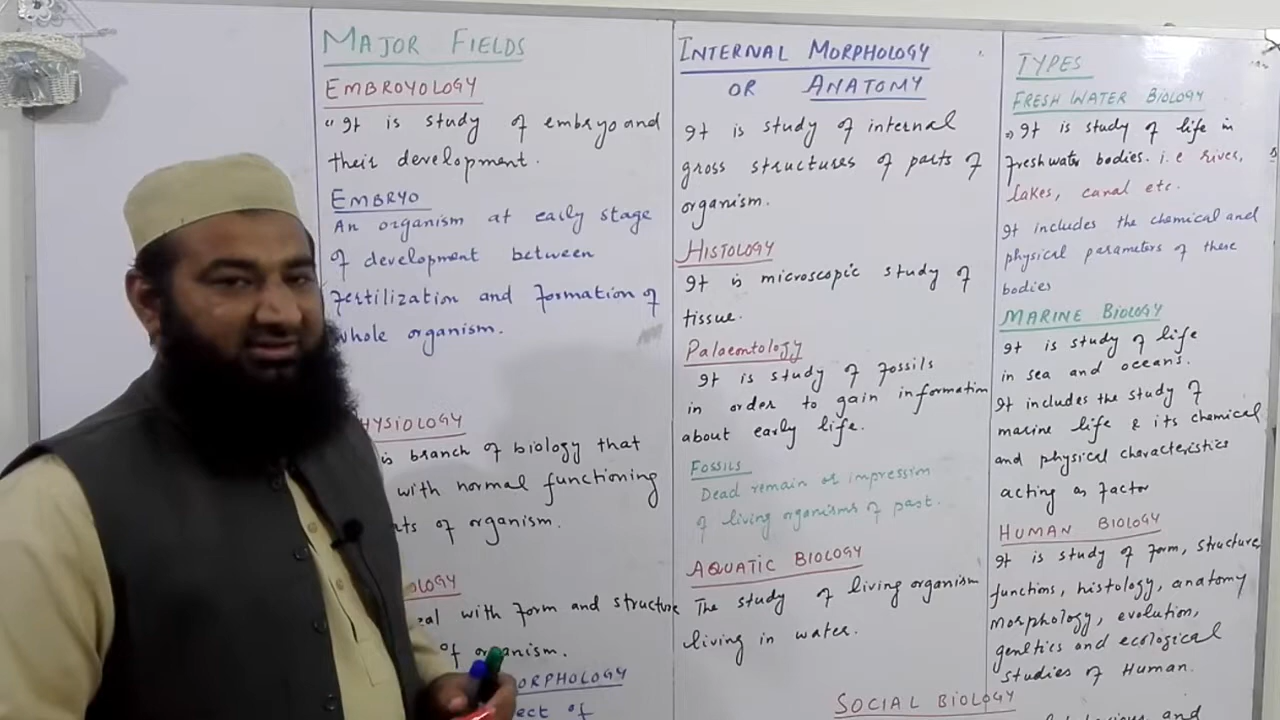 MAJOR FIELDS
EMBROYOLOGY
"It is study of embryo and
their development.
EMBRYO
An organism at early stage
of development between
fertilization and formation of
whole organism.
HYSIOLOGY
is branch of biology that
with normal functioning
of organism.
OLOGY
with form and structure
of organism.
ORPHOLOGY
of
INTERNAL MORPHOLOGY
OR ANATOMY
It is study of internal
gross structures of parts of
organism.
HISTOLOGY
It is microscopic study of
tissue.
Palaeontology
It is study of fossils
in order to gain information
about early life.
FOSSILS
Dead remain or impression
of living organisms of past.
AQUATIC BIOLOGY
The study of living organism
living in water.
SOCIAL BIOLOGY
TYPES
FRESH WATER BIOLOGY
It is study of life in
freshwater bodies. i.e rives,
lakes, canal etc.
It includes the chemical and
physical parameters of these
bodies
MARINE BIOLOGY
It is study of life
in sea and oceans.
It includes the study of
marine life & its chemical
and physical characteristics
acting as factor
HUMAN BIOLOGY
It is study of form, structure,
functions, histology, anatomy
morphology, evolution,
genetics and ecological
studies of Human.
and